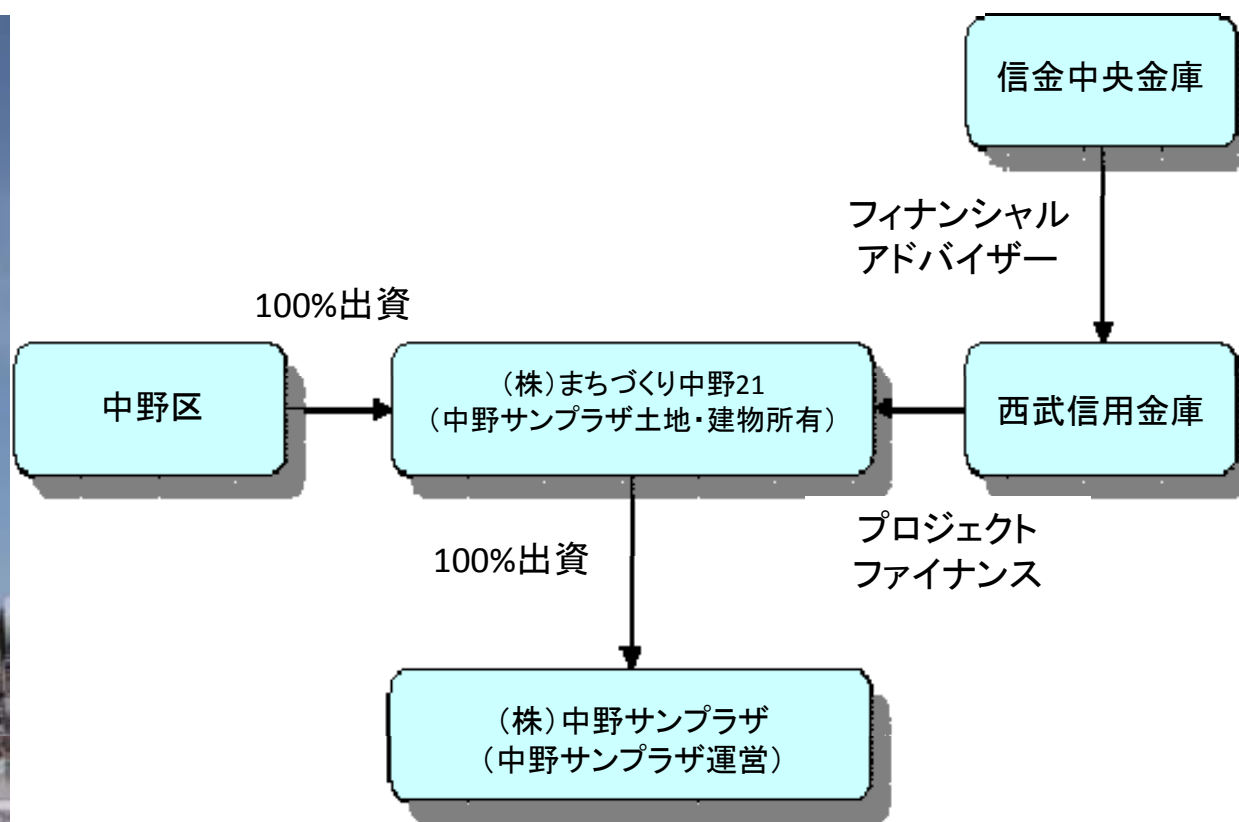 信金中央金庫
フィナンシャル
アドバイザー
100%出資
中野区
（株）まちづくり中野21
（中野サンプラザ土地・建物所有）
西武信用金庫
100%出資
プロジェクト
ファイナンス
（株）中野サンプラザ
（中野サンプラザ運営）